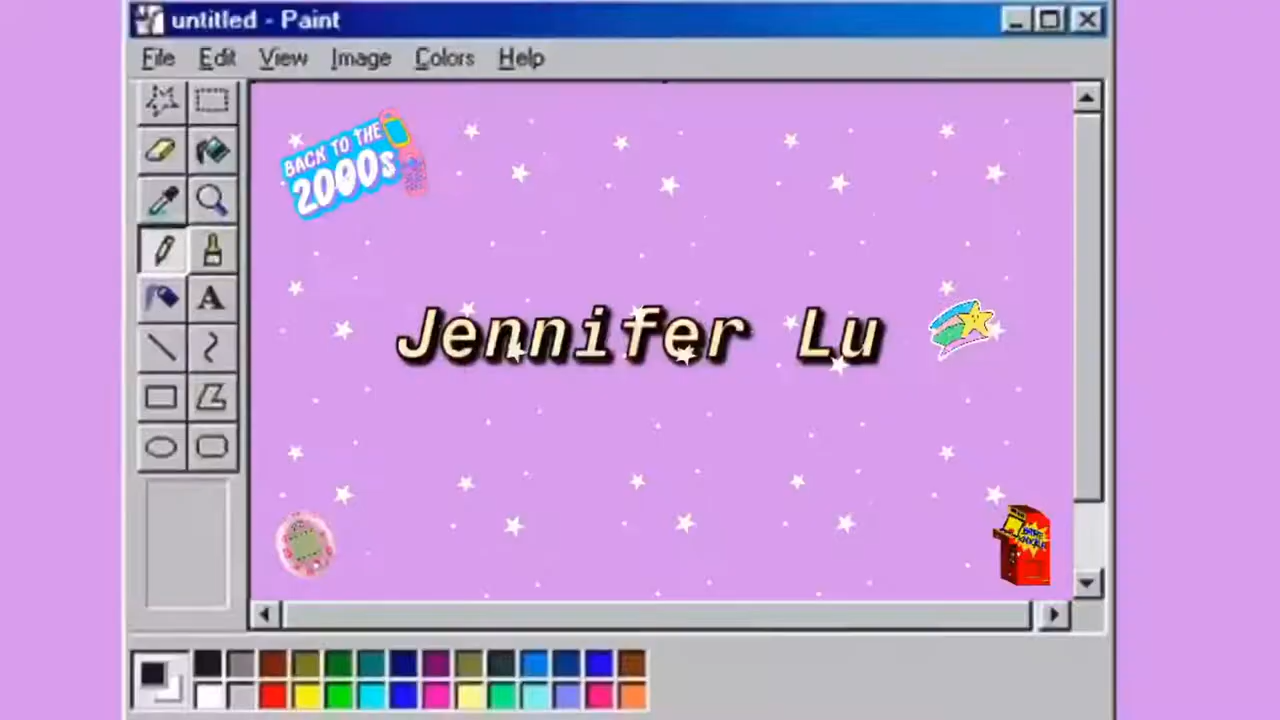 untitled - Paint
File Edit View Image Colors Help
BACK TO THE
2000s
A
Jennifer Lu